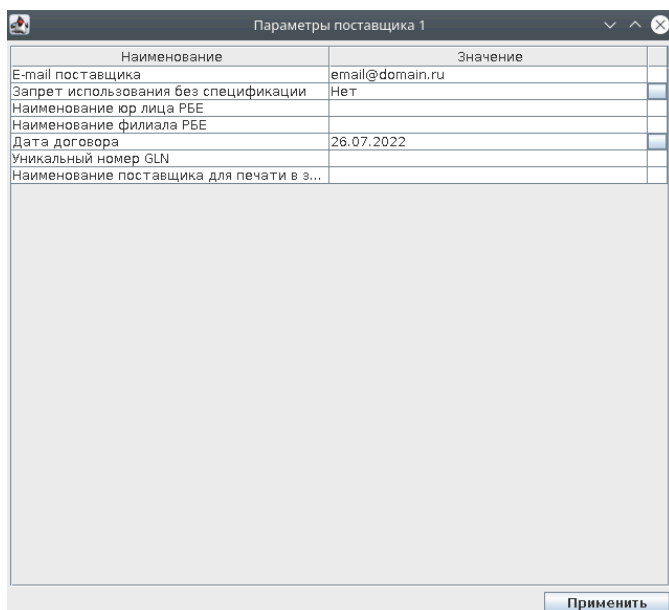 Параметры поставщика 1
Наименование Значение
E-mail поставщика email@domain.ru
Запрет использования без спецификации Нет
Наименование юр лица РБЕ
Наименование филиала РБЕ
Дата договора 26.07.2022
Уникальный номер GLN
Наименование поставщика для печати в з...
Применить